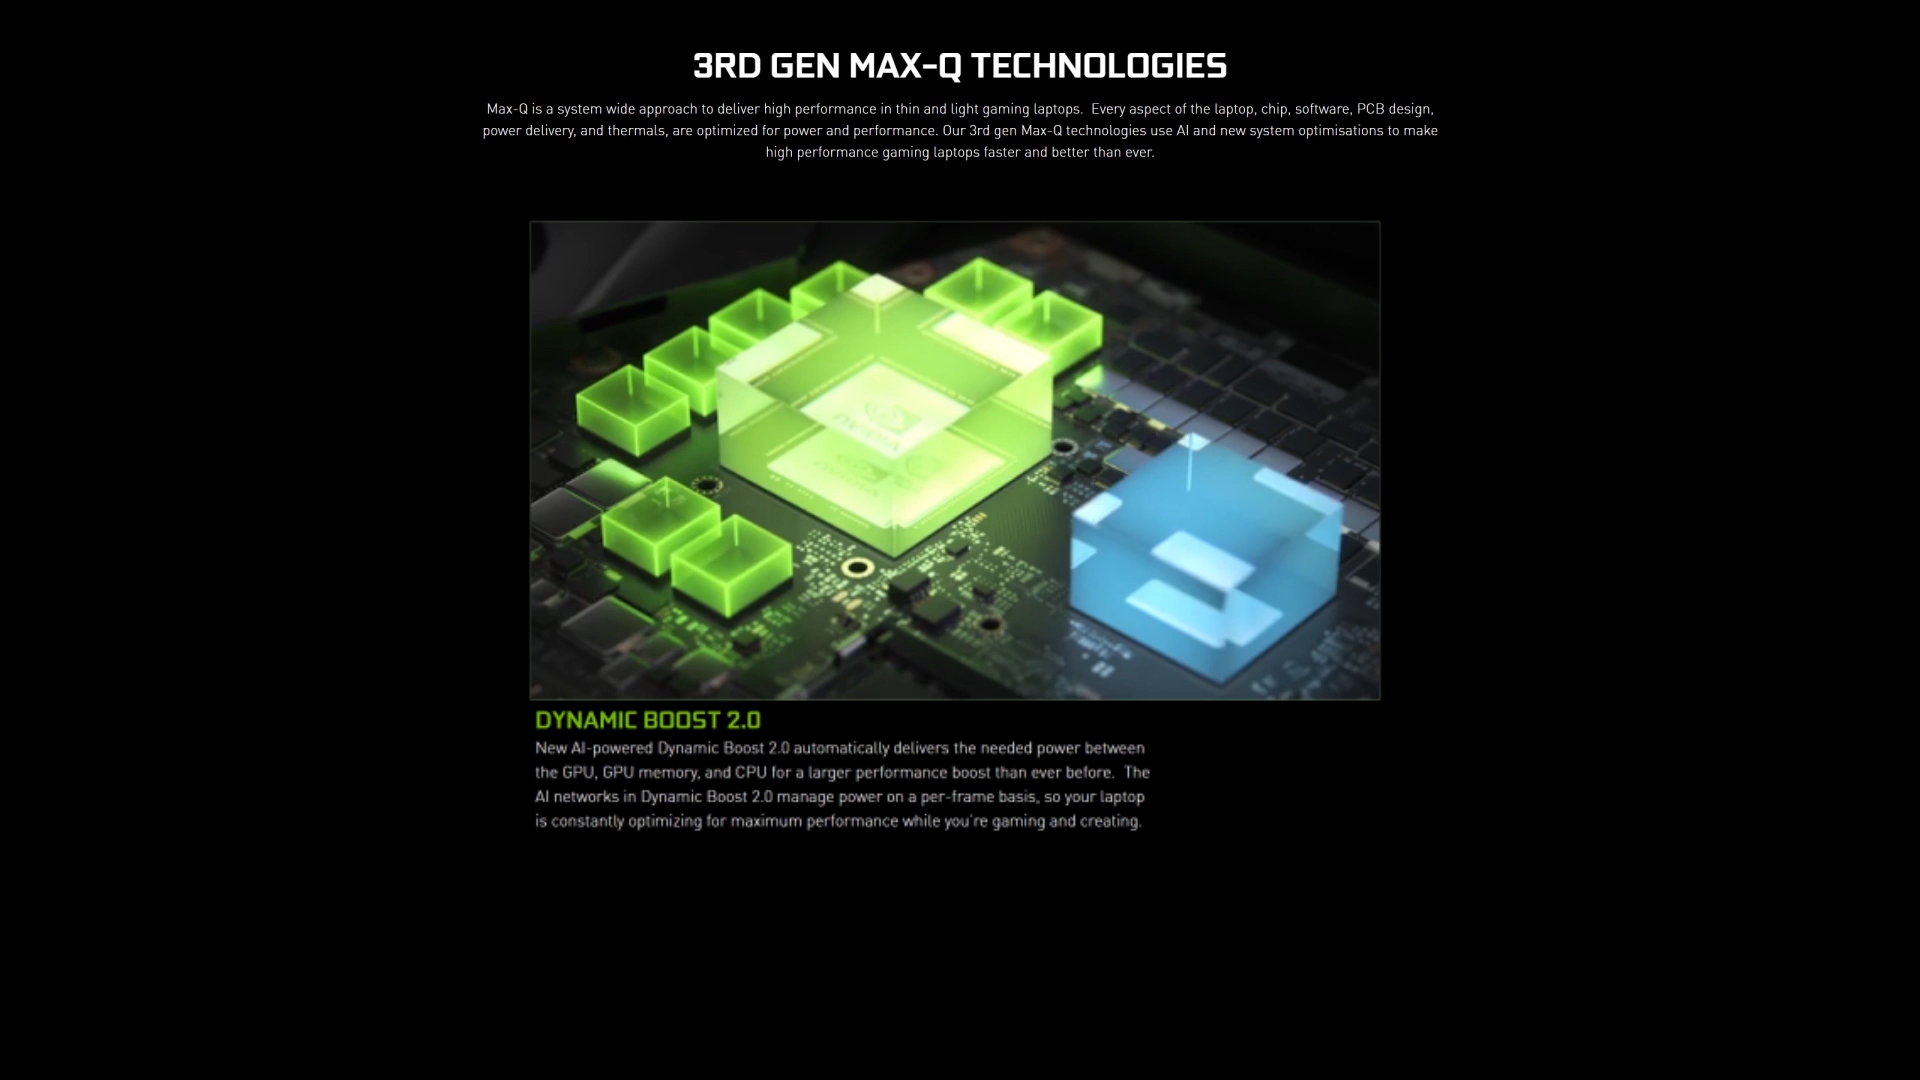 3RD GEN MAX-Q TECHNOLOGIES
Max-Q is a system wide approach to deliver high performance in thin and light gaming laptops.  Every aspect of the laptop, chip, software, PCB design,
power delivery, and thermals, are optimized for power and performance. Our 3rd gen Max-Q technologies use AI and new system optimisations to make
high performance gaming laptops faster and better than ever.
NVIDIA
DYNAMIC BOOST 2.0
New AI-powered Dynamic Boost 2.0 automatically delivers the needed power between
the GPU, GPU memory, and CPU for a larger performance boost than ever before.  The
AI networks in Dynamic Boost 2.0 manage power on a per-frame basis, so your laptop
is constantly optimizing for maximum performance while you're gaming and creating.